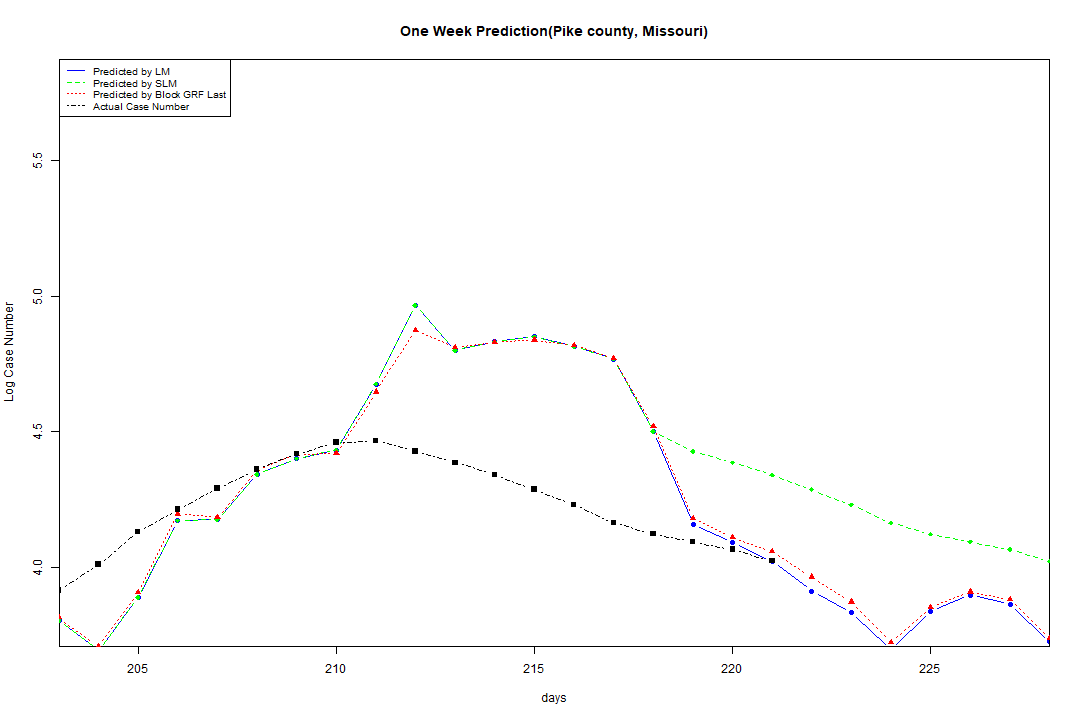 One Week Prediction(Pike county, Missouri)
Predicted by LM
Predicted by SLM
Predicted by Block GRF Last
Actual Case Number
5.5
5.0
4.5
4.0
Log Case Number
205 210 215 220 225
days